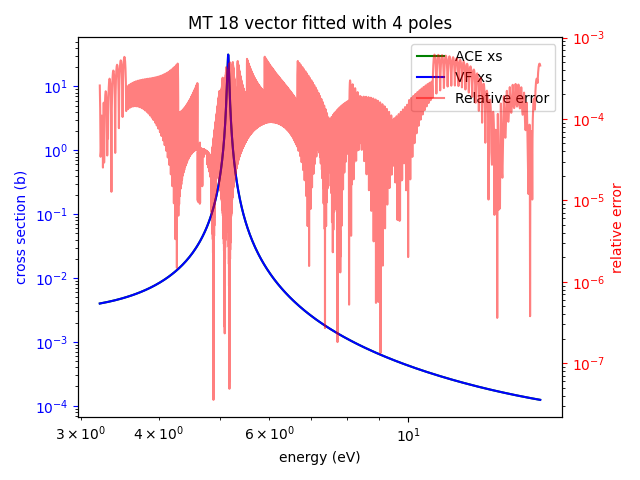 MT 18 vector fitted with 4 poles
ACE xs
VF xs
Relative error
cross section (b)
10¹
10⁰
10⁻¹
10⁻²
10⁻³
10⁻⁴
10⁻³
10⁻⁴
10⁻⁵
10⁻⁶
10⁻⁷
relative error
3 × 10⁰ 4 × 10⁰ 6 × 10⁰ 10¹
energy (eV)